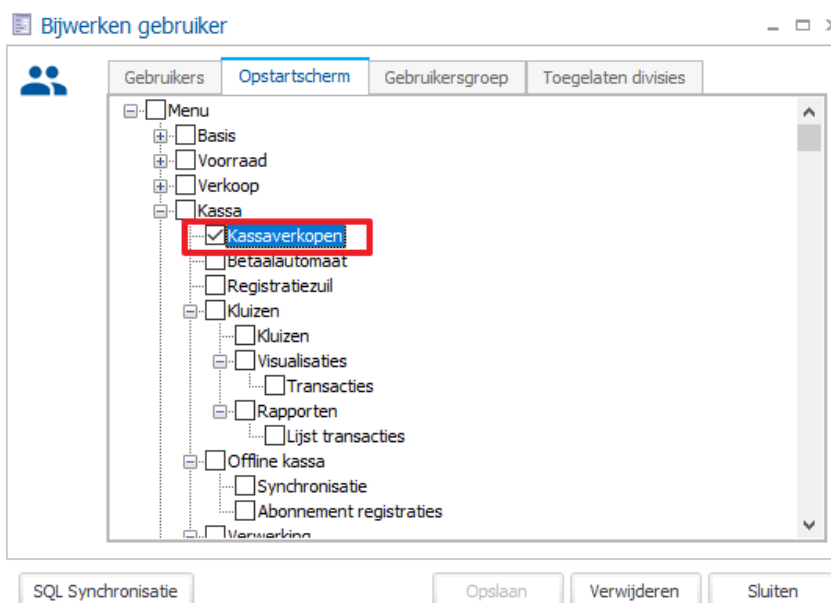 Bijwerken gebruiker
Gebruikers Opstartscherm Gebruikersgroep Toegelaten divisies
Menu
Basis
Voorraad
Verkoop
Kassa
Kassaverkopen
Betaalautomaat
Registratiezuil
Kluizen
Kluizen
Visualisaties
Transacties
Rapporten
Lijst transacties
Offline kassa
Synchronisatie
Abonnement registraties
Verwerking
SQL Synchronisatie Opslaan Verwijderen Sluiten